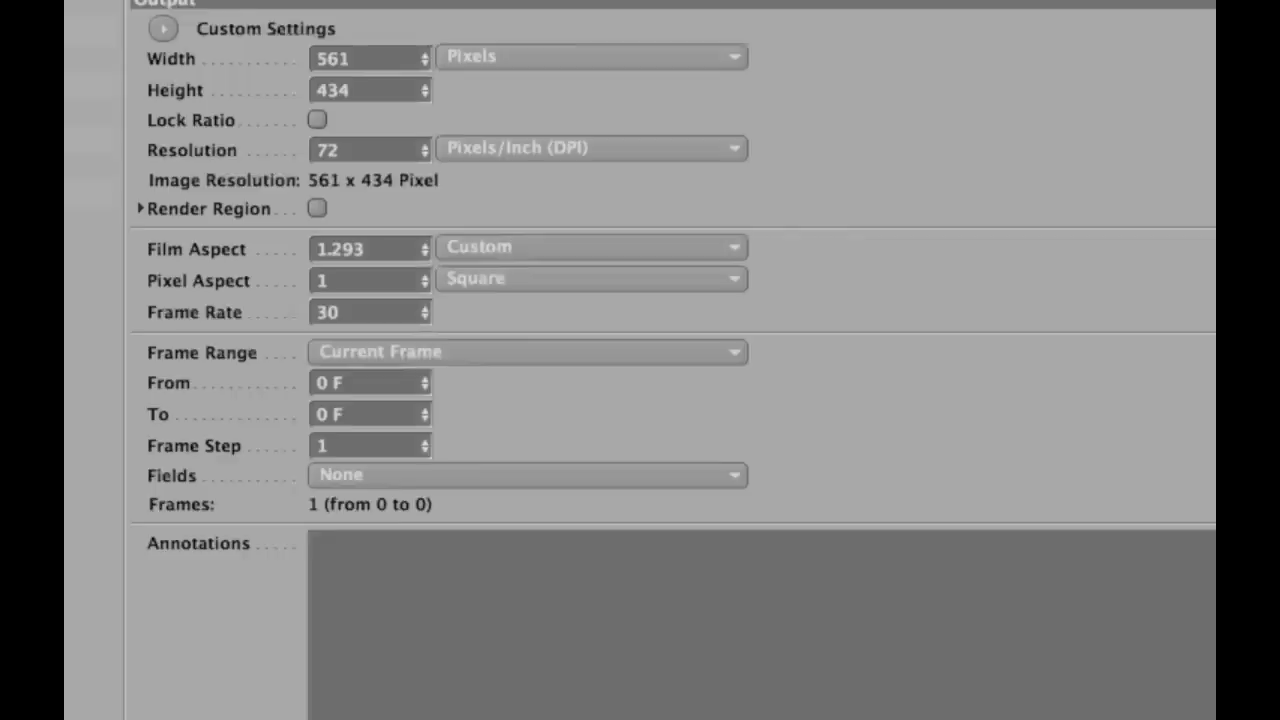 Output
Custom Settings
Width 561 Pixels
Height 434
Lock Ratio
Resolution 72 Pixels/Inch (DPI)
Image Resolution: 561 x 434 Pixel
Render Region
Film Aspect 1.293 Custom
Pixel Aspect 1 Square
Frame Rate 30
Frame Range Current Frame
From 0 F
To 0 F
Frame Step 1
Fields None
Frames: 1 (from 0 to 0)
Annotations